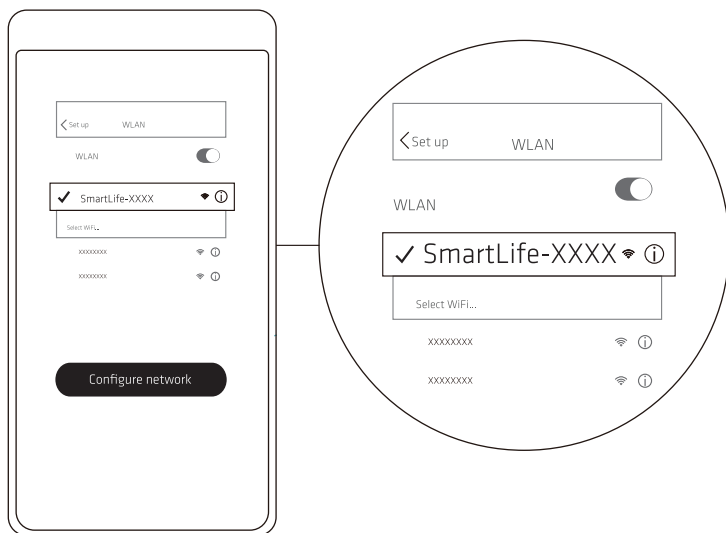 Set up WLAN
WLAN
SmartLife-XXXX
Select WiFi...
xxxxxxxx
xxxxxxxx
Configure network
Set up WLAN
WLAN
SmartLife-XXXX
Select WiFi...
xxxxxxxx
xxxxxxxx